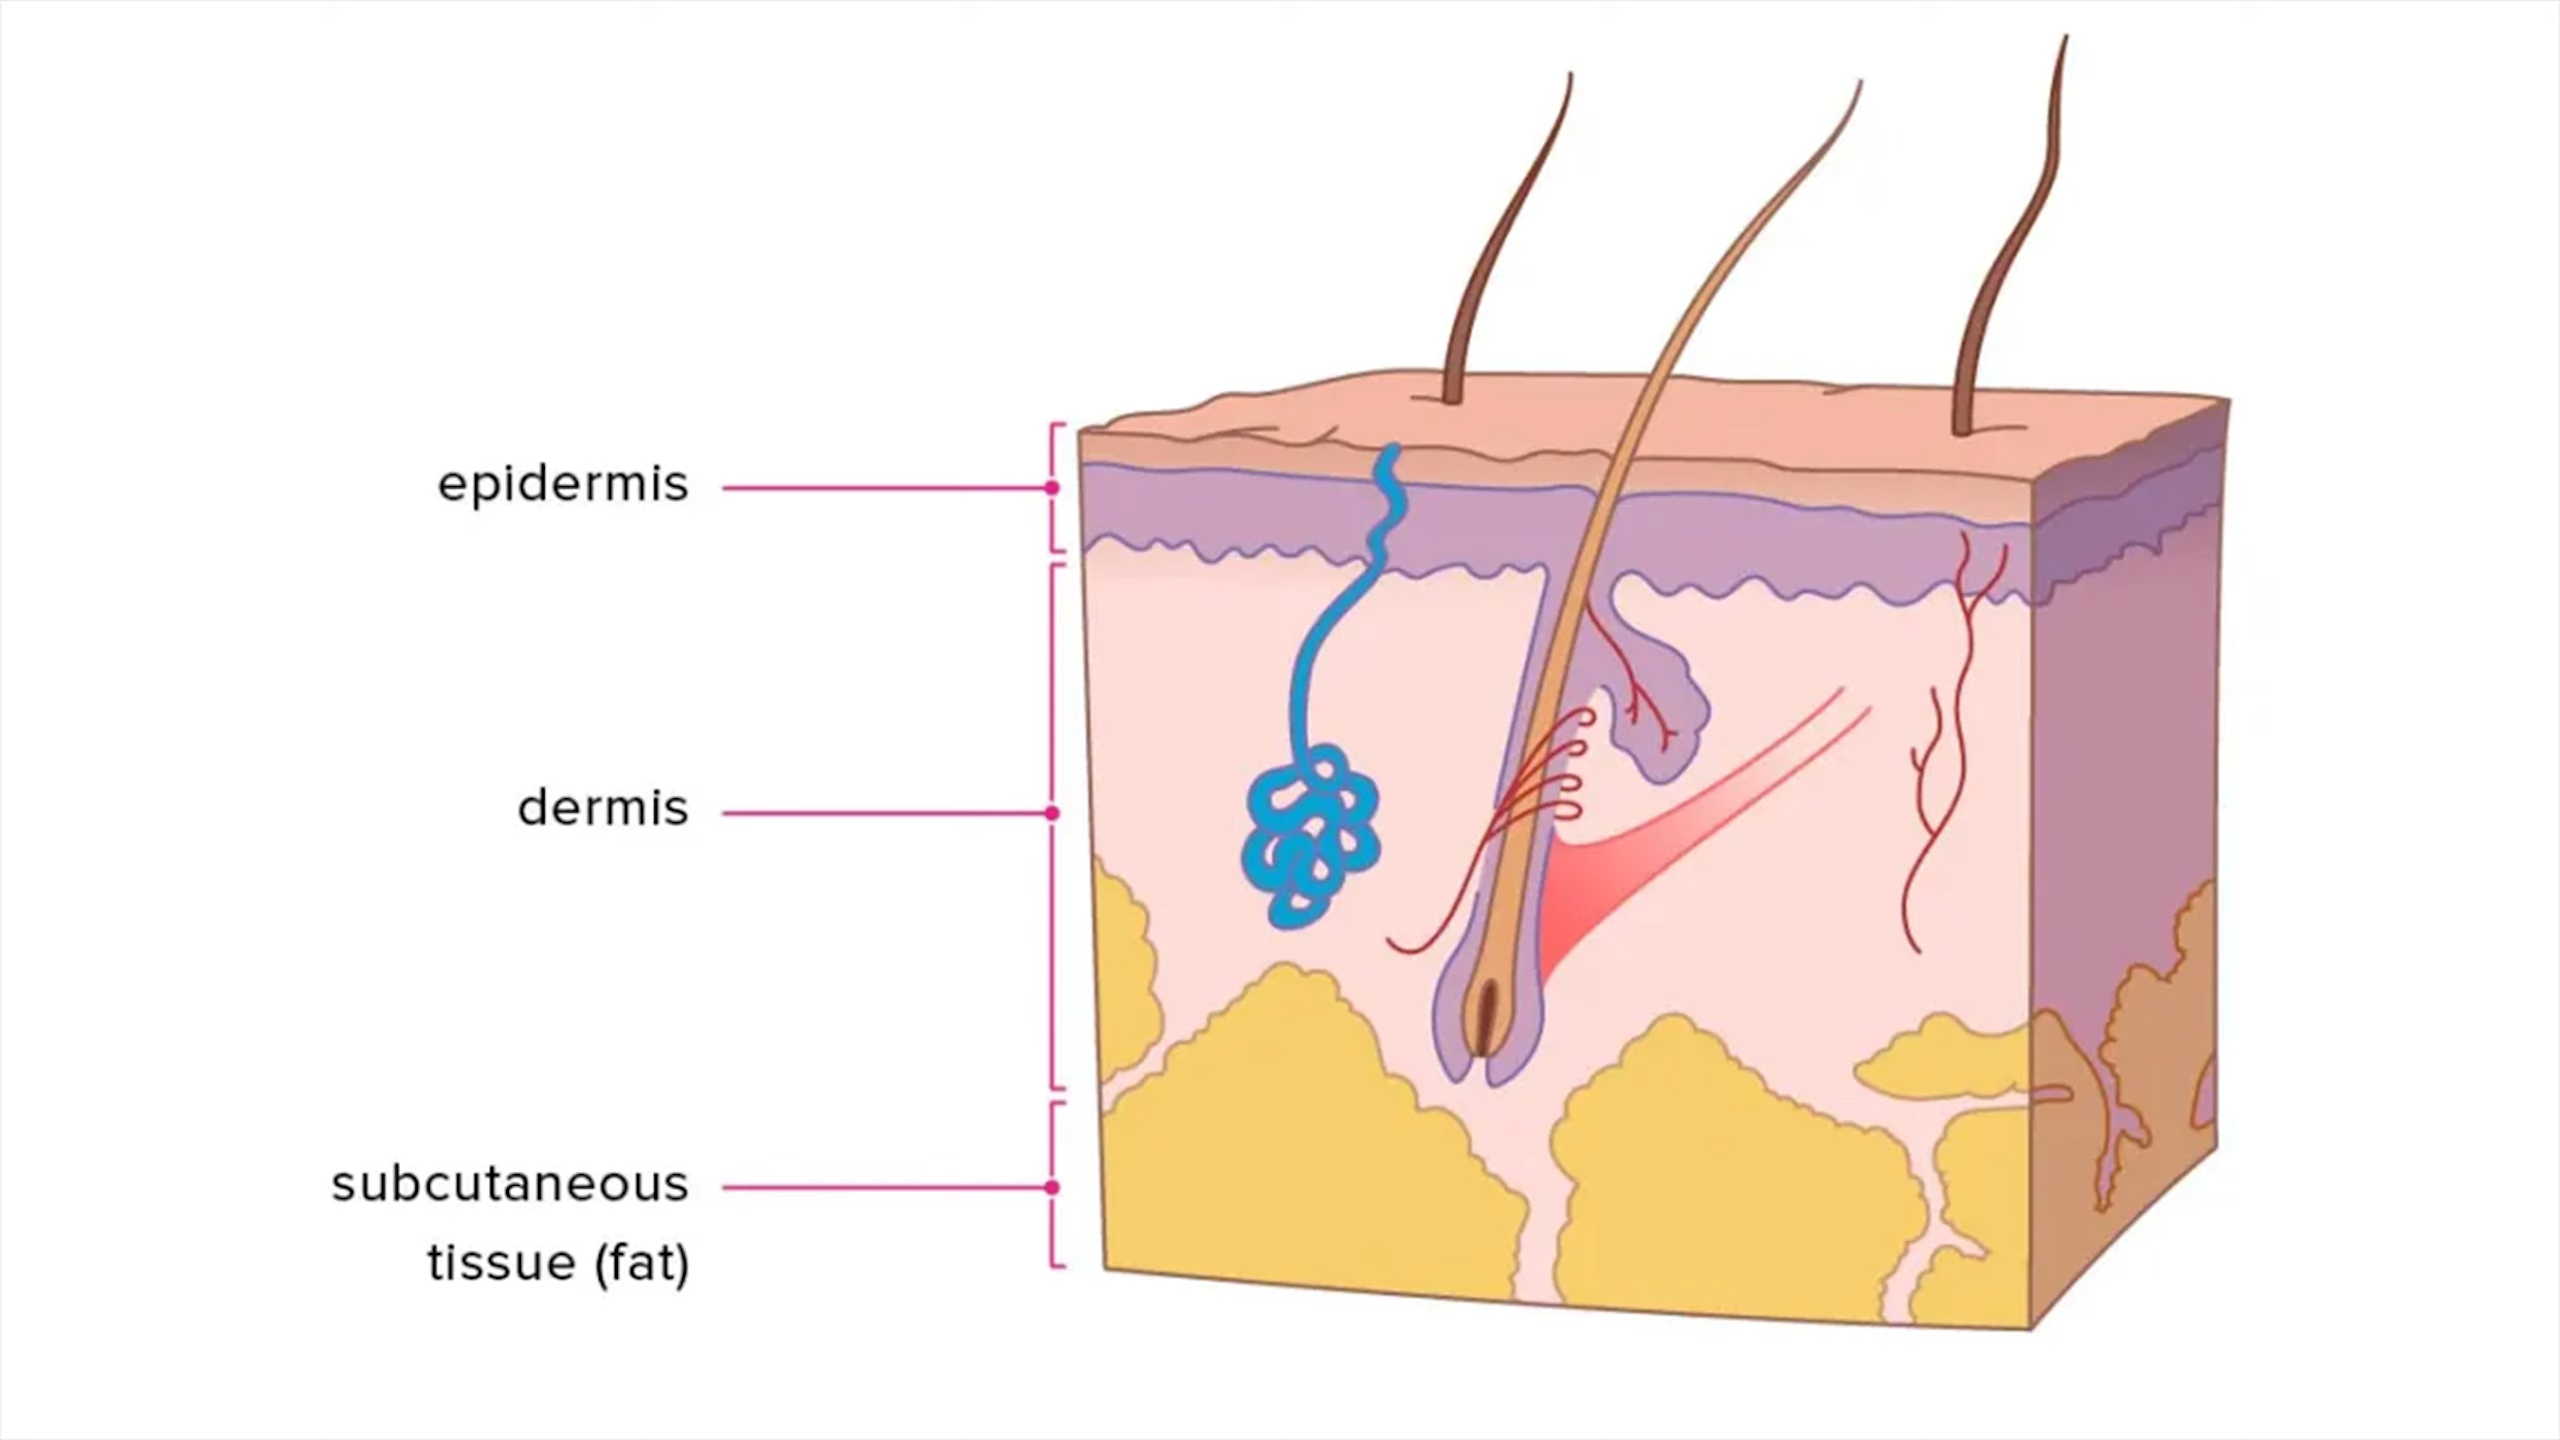 epidermis
dermis
subcutaneous
tissue (fat)